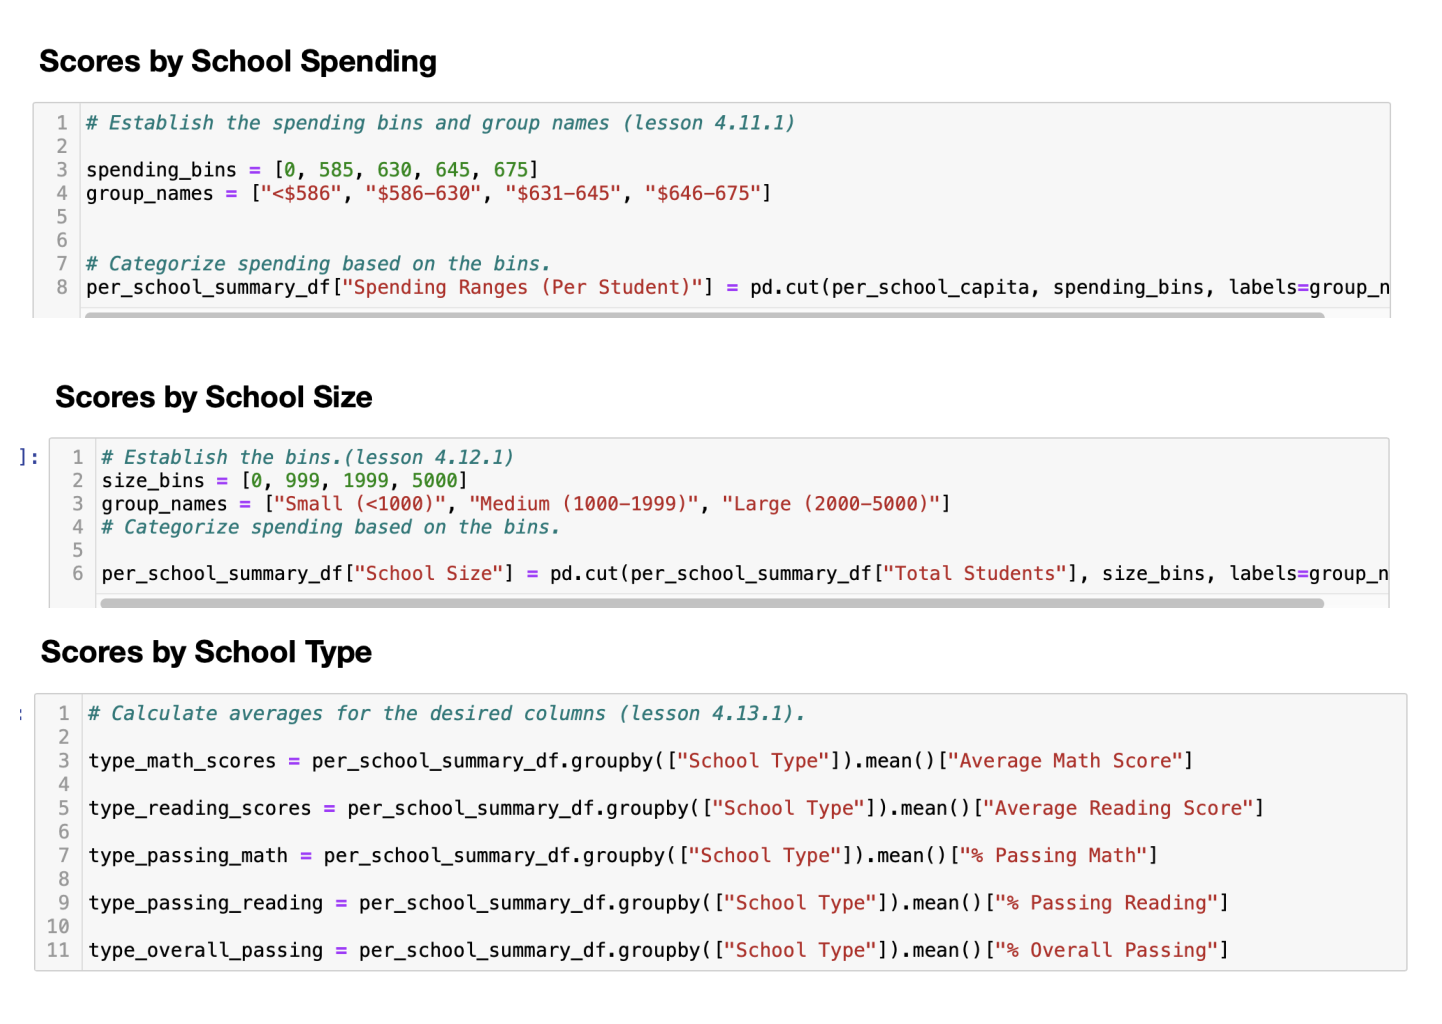 Scores by School Spending
1 # Establish the spending bins and group names (lesson 4.11.1)
2
3 spending_bins = [0, 585, 630, 645, 675]
4 group_names = ["<$586", "$586-630", "$631-645", "$646-675"]
5
6
7 # Categorize spending based on the bins.
8 per_school_summary_df["Spending Ranges (Per Student)"] = pd.cut(per_school_capita, spending_bins, labels=group_n
Scores by School Size
]:
1 # Establish the bins.(lesson 4.12.1)
2 size_bins = [0, 999, 1999, 5000]
3 group_names = ["Small (<1000)", "Medium (1000-1999)", "Large (2000-5000)"]
4 # Categorize spending based on the bins.
5
6 per_school_summary_df["School Size"] = pd.cut(per_school_summary_df["Total Students"], size_bins, labels=group_n
Scores by School Type
:
1 # Calculate averages for the desired columns (lesson 4.13.1).
2
3 type_math_scores = per_school_summary_df.groupby(["School Type"]).mean()["Average Math Score"]
4
5 type_reading_scores = per_school_summary_df.groupby(["School Type"]).mean()["Average Reading Score"]
6
7 type_passing_math = per_school_summary_df.groupby(["School Type"]).mean()["% Passing Math"]
8
9 type_passing_reading = per_school_summary_df.groupby(["School Type"]).mean()["% Passing Reading"]
10
11 type_overall_passing = per_school_summary_df.groupby(["School Type"]).mean()["% Overall Passing"]